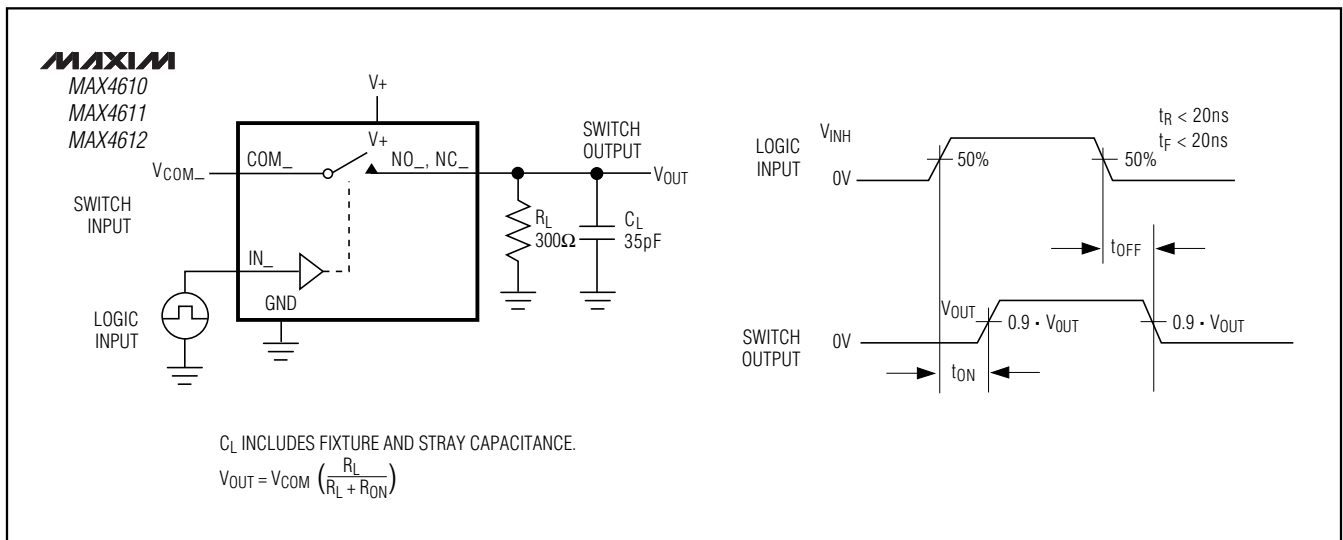 MAXIM
MAX4610
MAX4611
MAX4612
V+
V+
COM_
NO_, NC_
VCOM_
SWITCH
INPUT
SWITCH
OUTPUT
VOUT
RL
300Ω
CL
35pF
IN_
GND
LOGIC
INPUT
CL INCLUDES FIXTURE AND STRAY CAPACITANCE.
VOUT = VCOM (RL / RL + RON)
tR < 20ns
tF < 20ns
LOGIC
INPUT
VINH
0V
50%
50%
tOFF
SWITCH
OUTPUT
VOUT
0V
0.9 · VOUT
0.9 · VOUT
tON